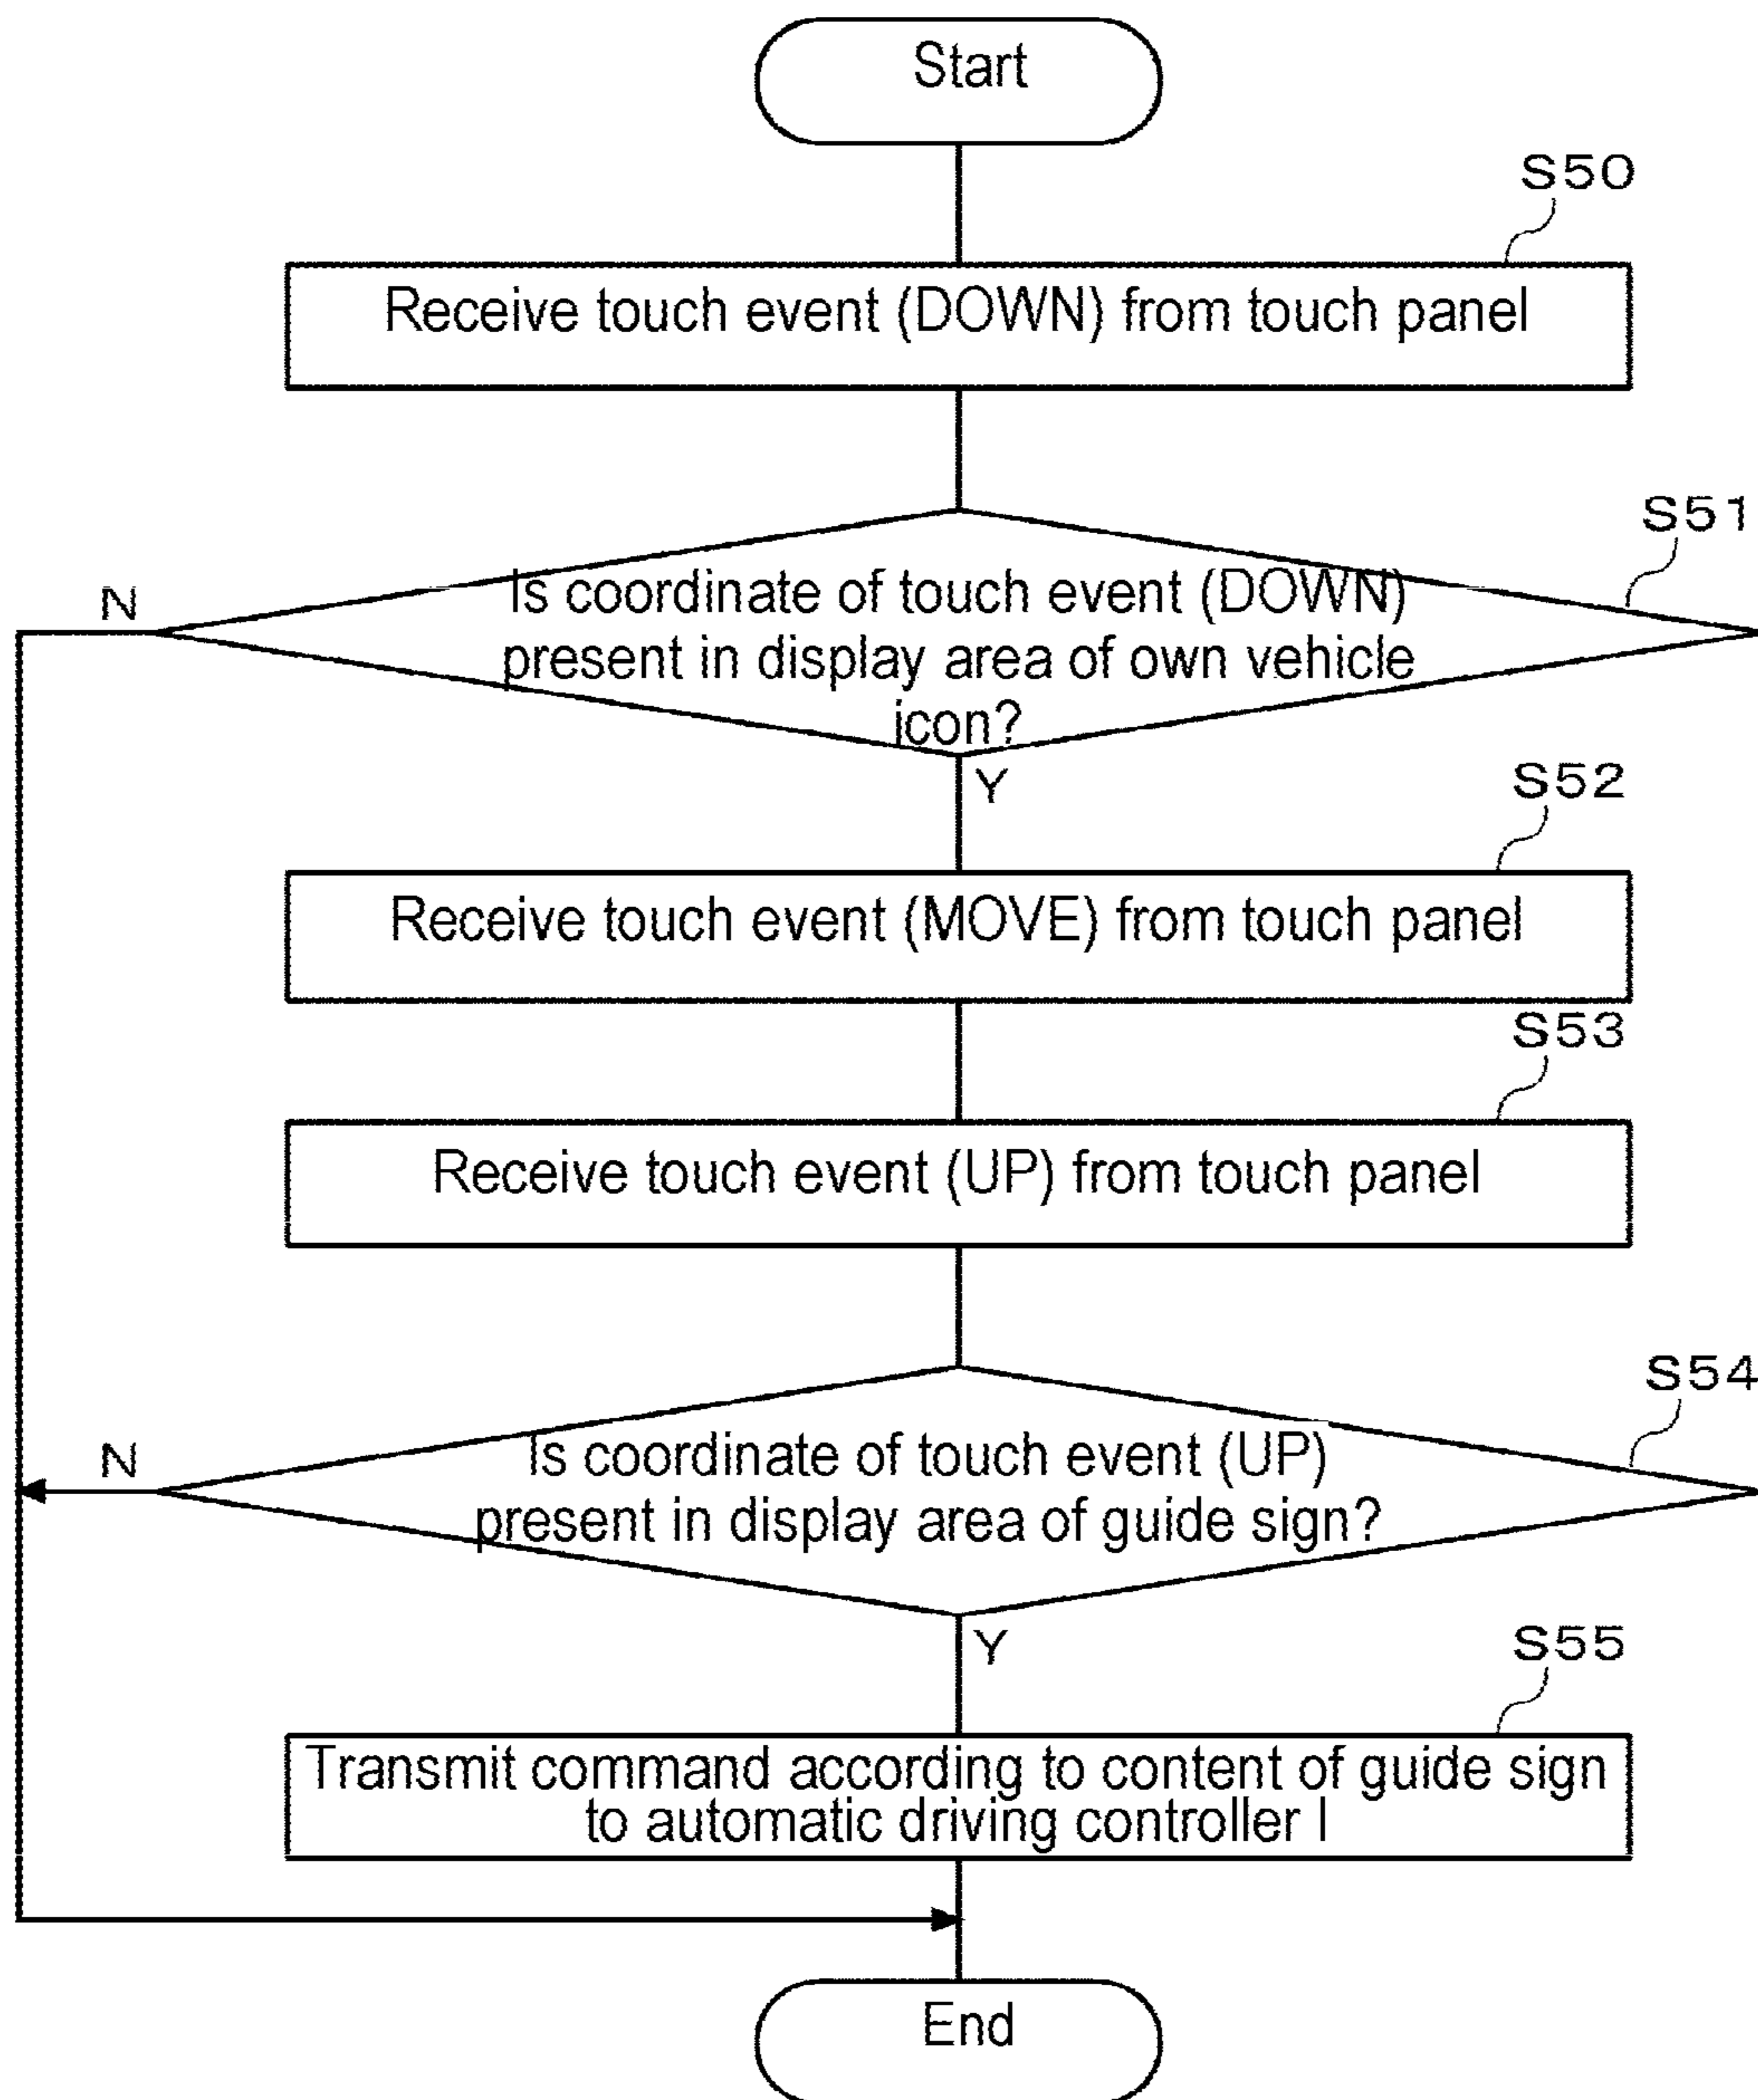 Start
S50
Receive touch event (DOWN) from touch panel
S51
N
Is coordinate of touch event (DOWN)
present in display area of own vehicle
icon?
Y
S52
Receive touch event (MOVE) from touch panel
S53
Receive touch event (UP) from touch panel
S54
N
Is coordinate of touch event (UP)
present in display area of guide sign?
Y
S55
Transmit command according to content of guide sign
to automatic driving controller I
End